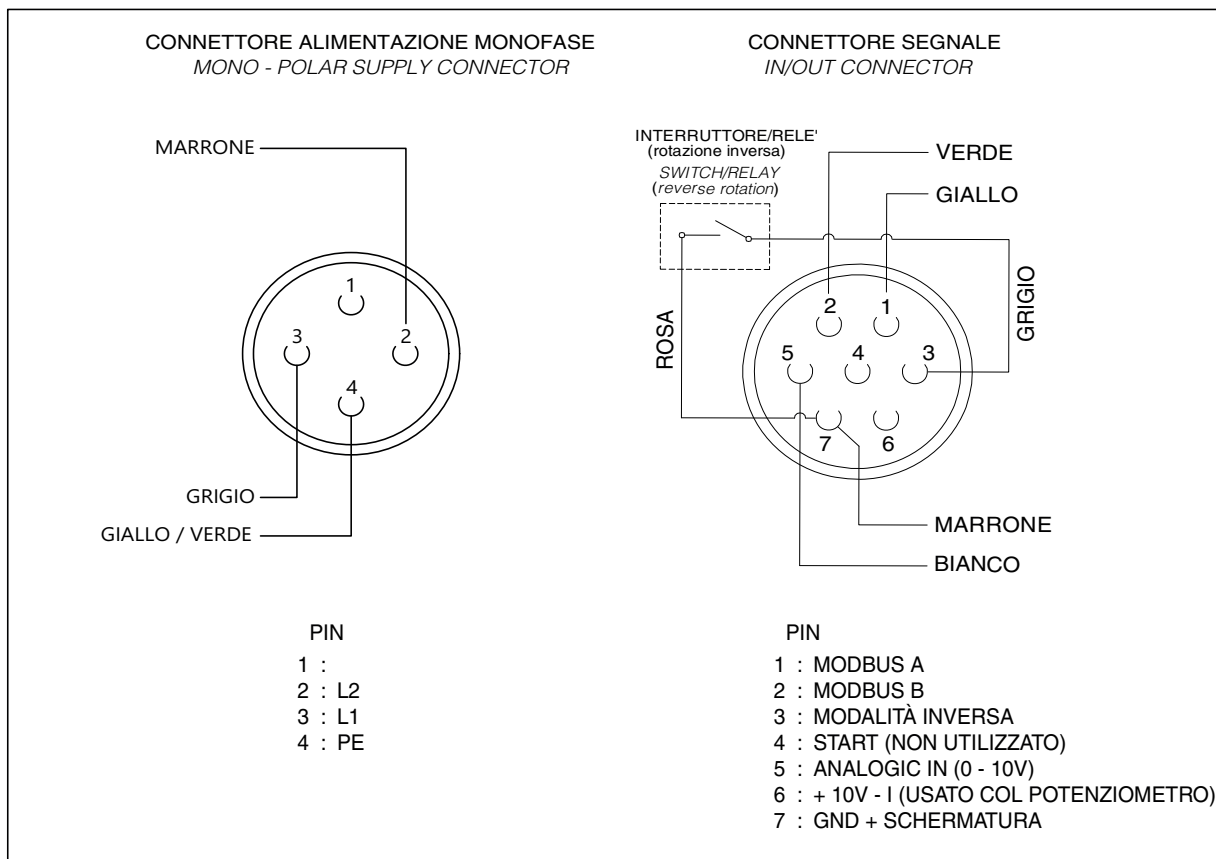 CONNETTORE ALIMENTAZIONE MONOFASE
MONO - POLAR SUPPLY CONNECTOR
MARRONE
1
3
2
4
GRIGIO
GIALLO / VERDE
PIN
1 :
2 : L2
3 : L1
4 : PE
CONNETTORE SEGNALE
IN/OUT CONNECTOR
INTERRUTTORE/RELE'
(rotazione inversa)
SWITCH/RELAY
(reverse rotation)
VERDE
GIALLO
ROSA
GRIGIO
2
1
5
4
3
7
6
MARRONE
BIANCO
PIN
1 : MODBUS A
2 : MODBUS B
3 : MODALITÀ INVERSA
4 : START (NON UTILIZZATO)
5 : ANALOGIC IN (0 - 10V)
6 : + 10V - I (USATO COL POTENZIOMETRO)
7 : GND + SCHERMATURA